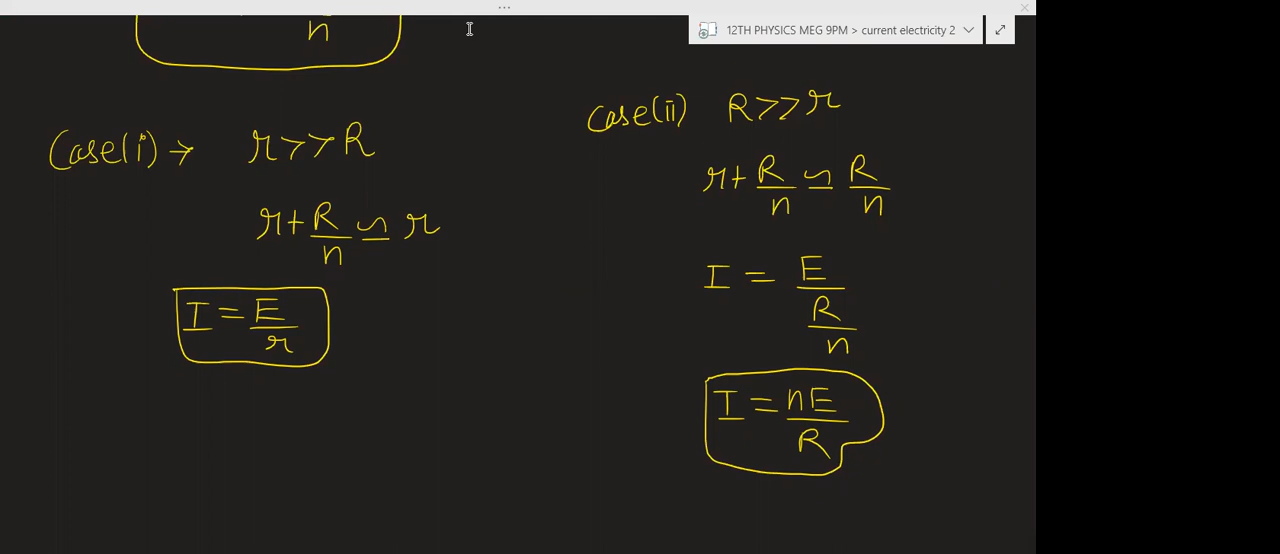 n
12TH PHYSICS MEG 9PM > current electricity 2
Case(i) → r>>R
r+R/n ≌ r
I = E/r
case(ii) R>>r
r+R/n ≌ R/n
I = E/(R/n)
I = nE/R